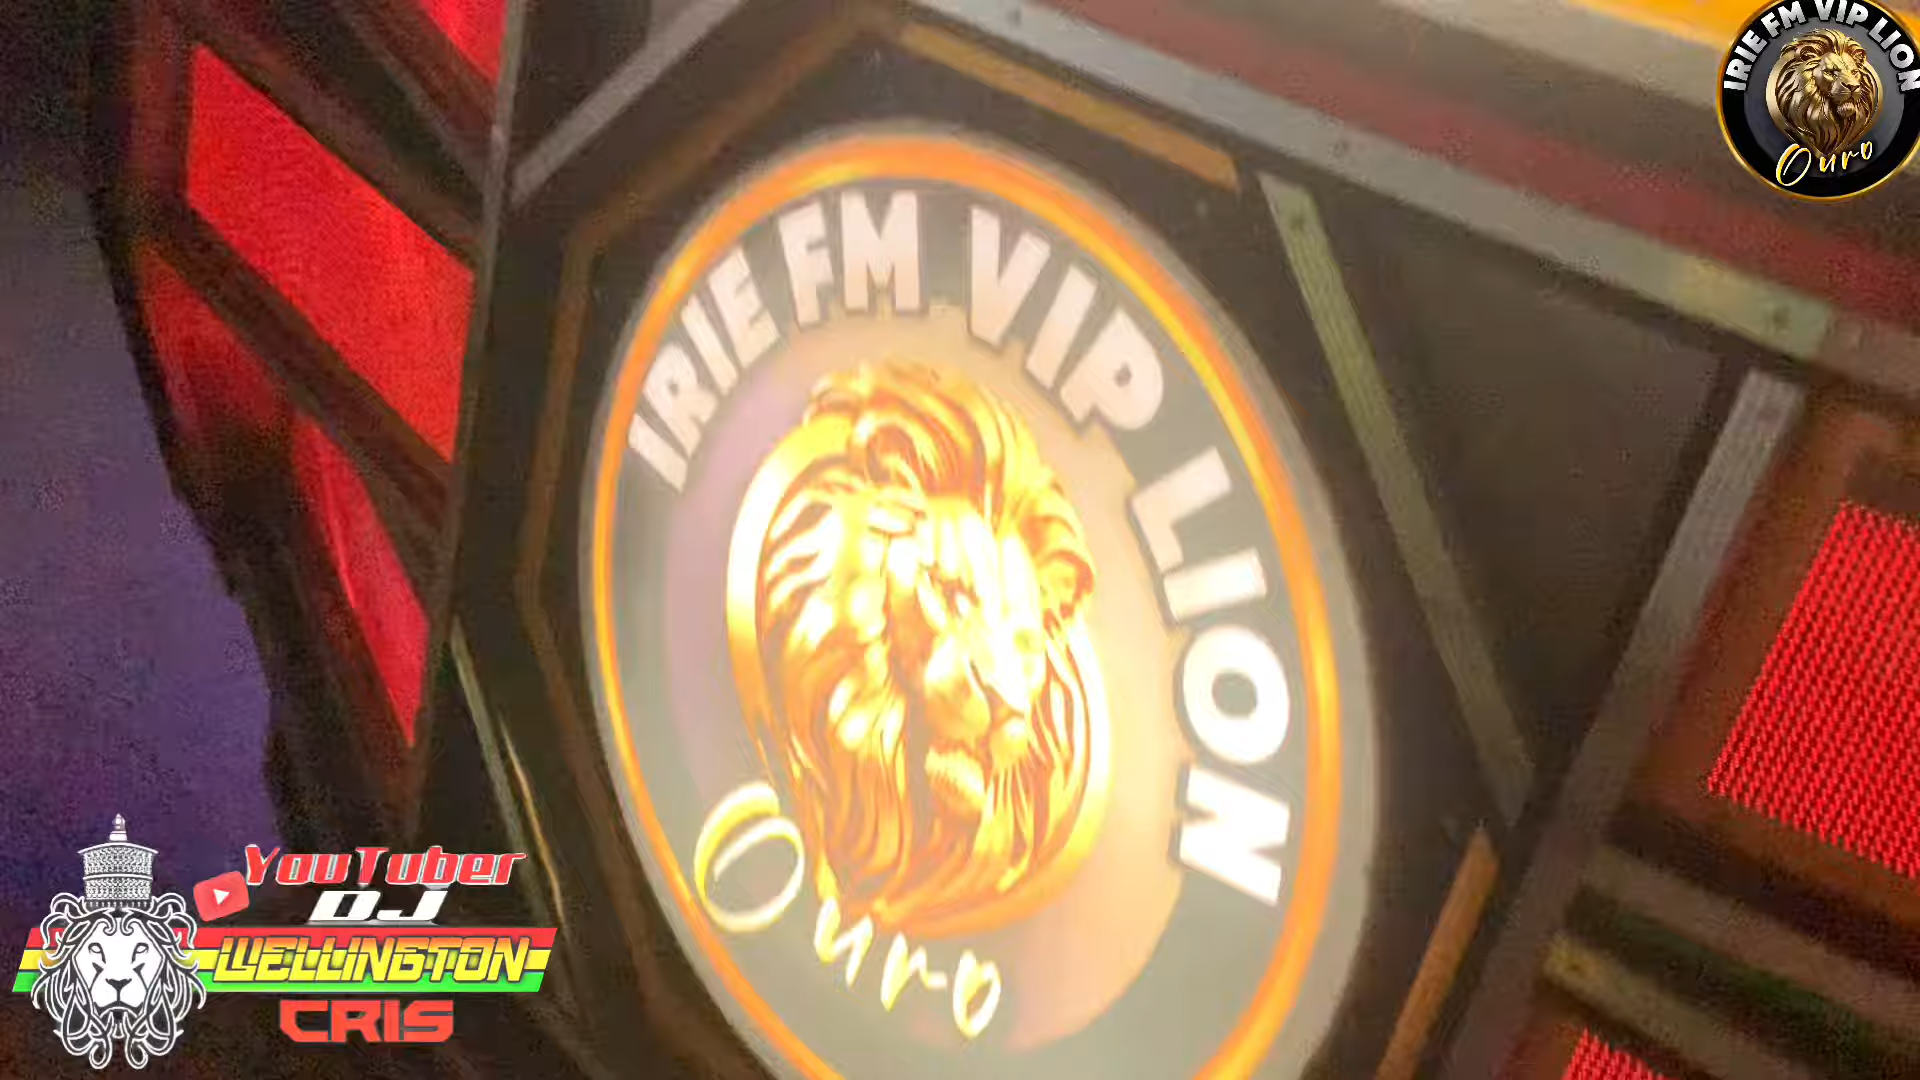 IRIE FM VIP LION
Ouro
IRIE FM VIP LION
Ouro
YouTuber
DJ
WELLINGTON
CRIS